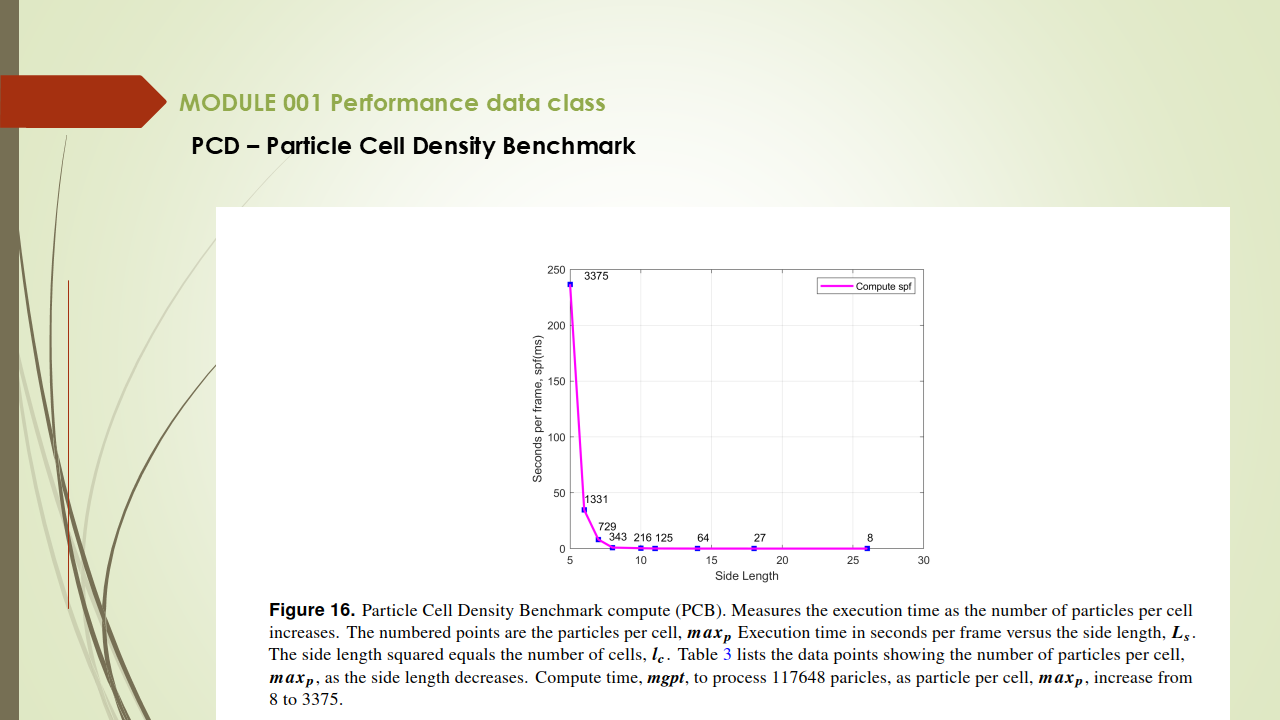 MODULE 001 Performance data class
PCD – Particle Cell Density Benchmark
250
3375
Compute spf
200
150
100
50
0
Seconds per frame, spf(ms)
1331
729
343
216
125
64
27
8
5
10
15
20
25
30
Side Length
Figure 16. Particle Cell Density Benchmark compute (PCB). Measures the execution time as the number of particles per cell
increases. The numbered points are the particles per cell, maxp Execution time in seconds per frame versus the side length, Ls.
The side length squared equals the number of cells, lc. Table 3 lists the data points showing the number of particles per cell,
maxp, as the side length decreases. Compute time, mgpt, to process 117648 paricles, as particle per cell, maxp, increase from
8 to 3375.